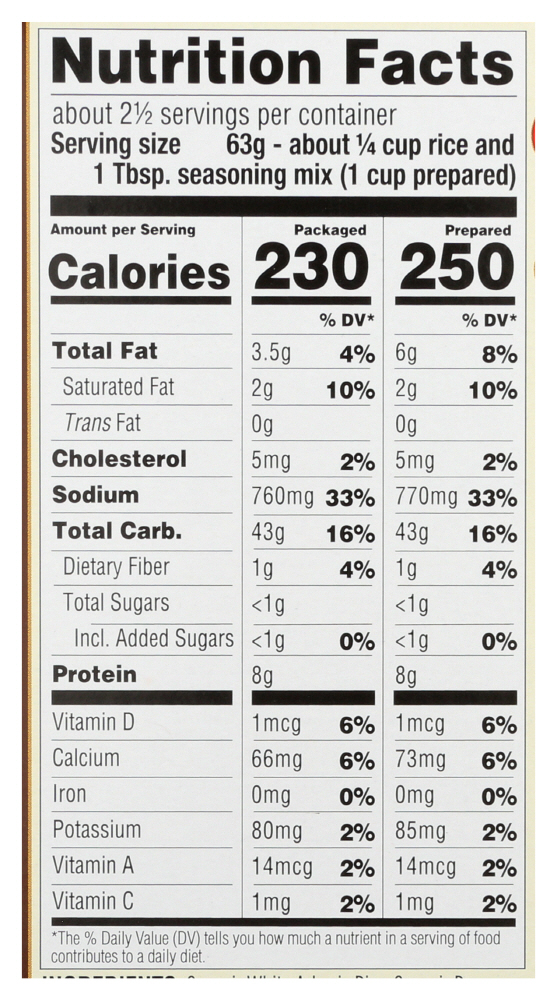 Nutrition Facts
about 2½ servings per container
Serving size 63g - about ¼ cup rice and
1 Tbsp. seasoning mix (1 cup prepared)
Amount per Serving Packaged Prepared
Calories 230 250
% DV* % DV*
Total Fat 3.5g 4% 6g 8%
Saturated Fat 2g 10% 2g 10%
Trans Fat 0g 0g
Cholesterol 5mg 2% 5mg 2%
Sodium 760mg 33% 770mg 33%
Total Carb. 43g 16% 43g 16%
Dietary Fiber 1g 4% 1g 4%
Total Sugars <1g <1g
Incl. Added Sugars <1g 0% <1g 0%
Protein 8g 8g
Vitamin D 1mcg 6% 1mcg 6%
Calcium 66mg 6% 73mg 6%
Iron 0mg 0% 0mg 0%
Potassium 80mg 2% 85mg 2%
Vitamin A 14mcg 2% 14mcg 2%
Vitamin C 1mg 2% 1mg 2%
*The % Daily Value (DV) tells you how much a nutrient in a serving of food
contributes to a daily diet.